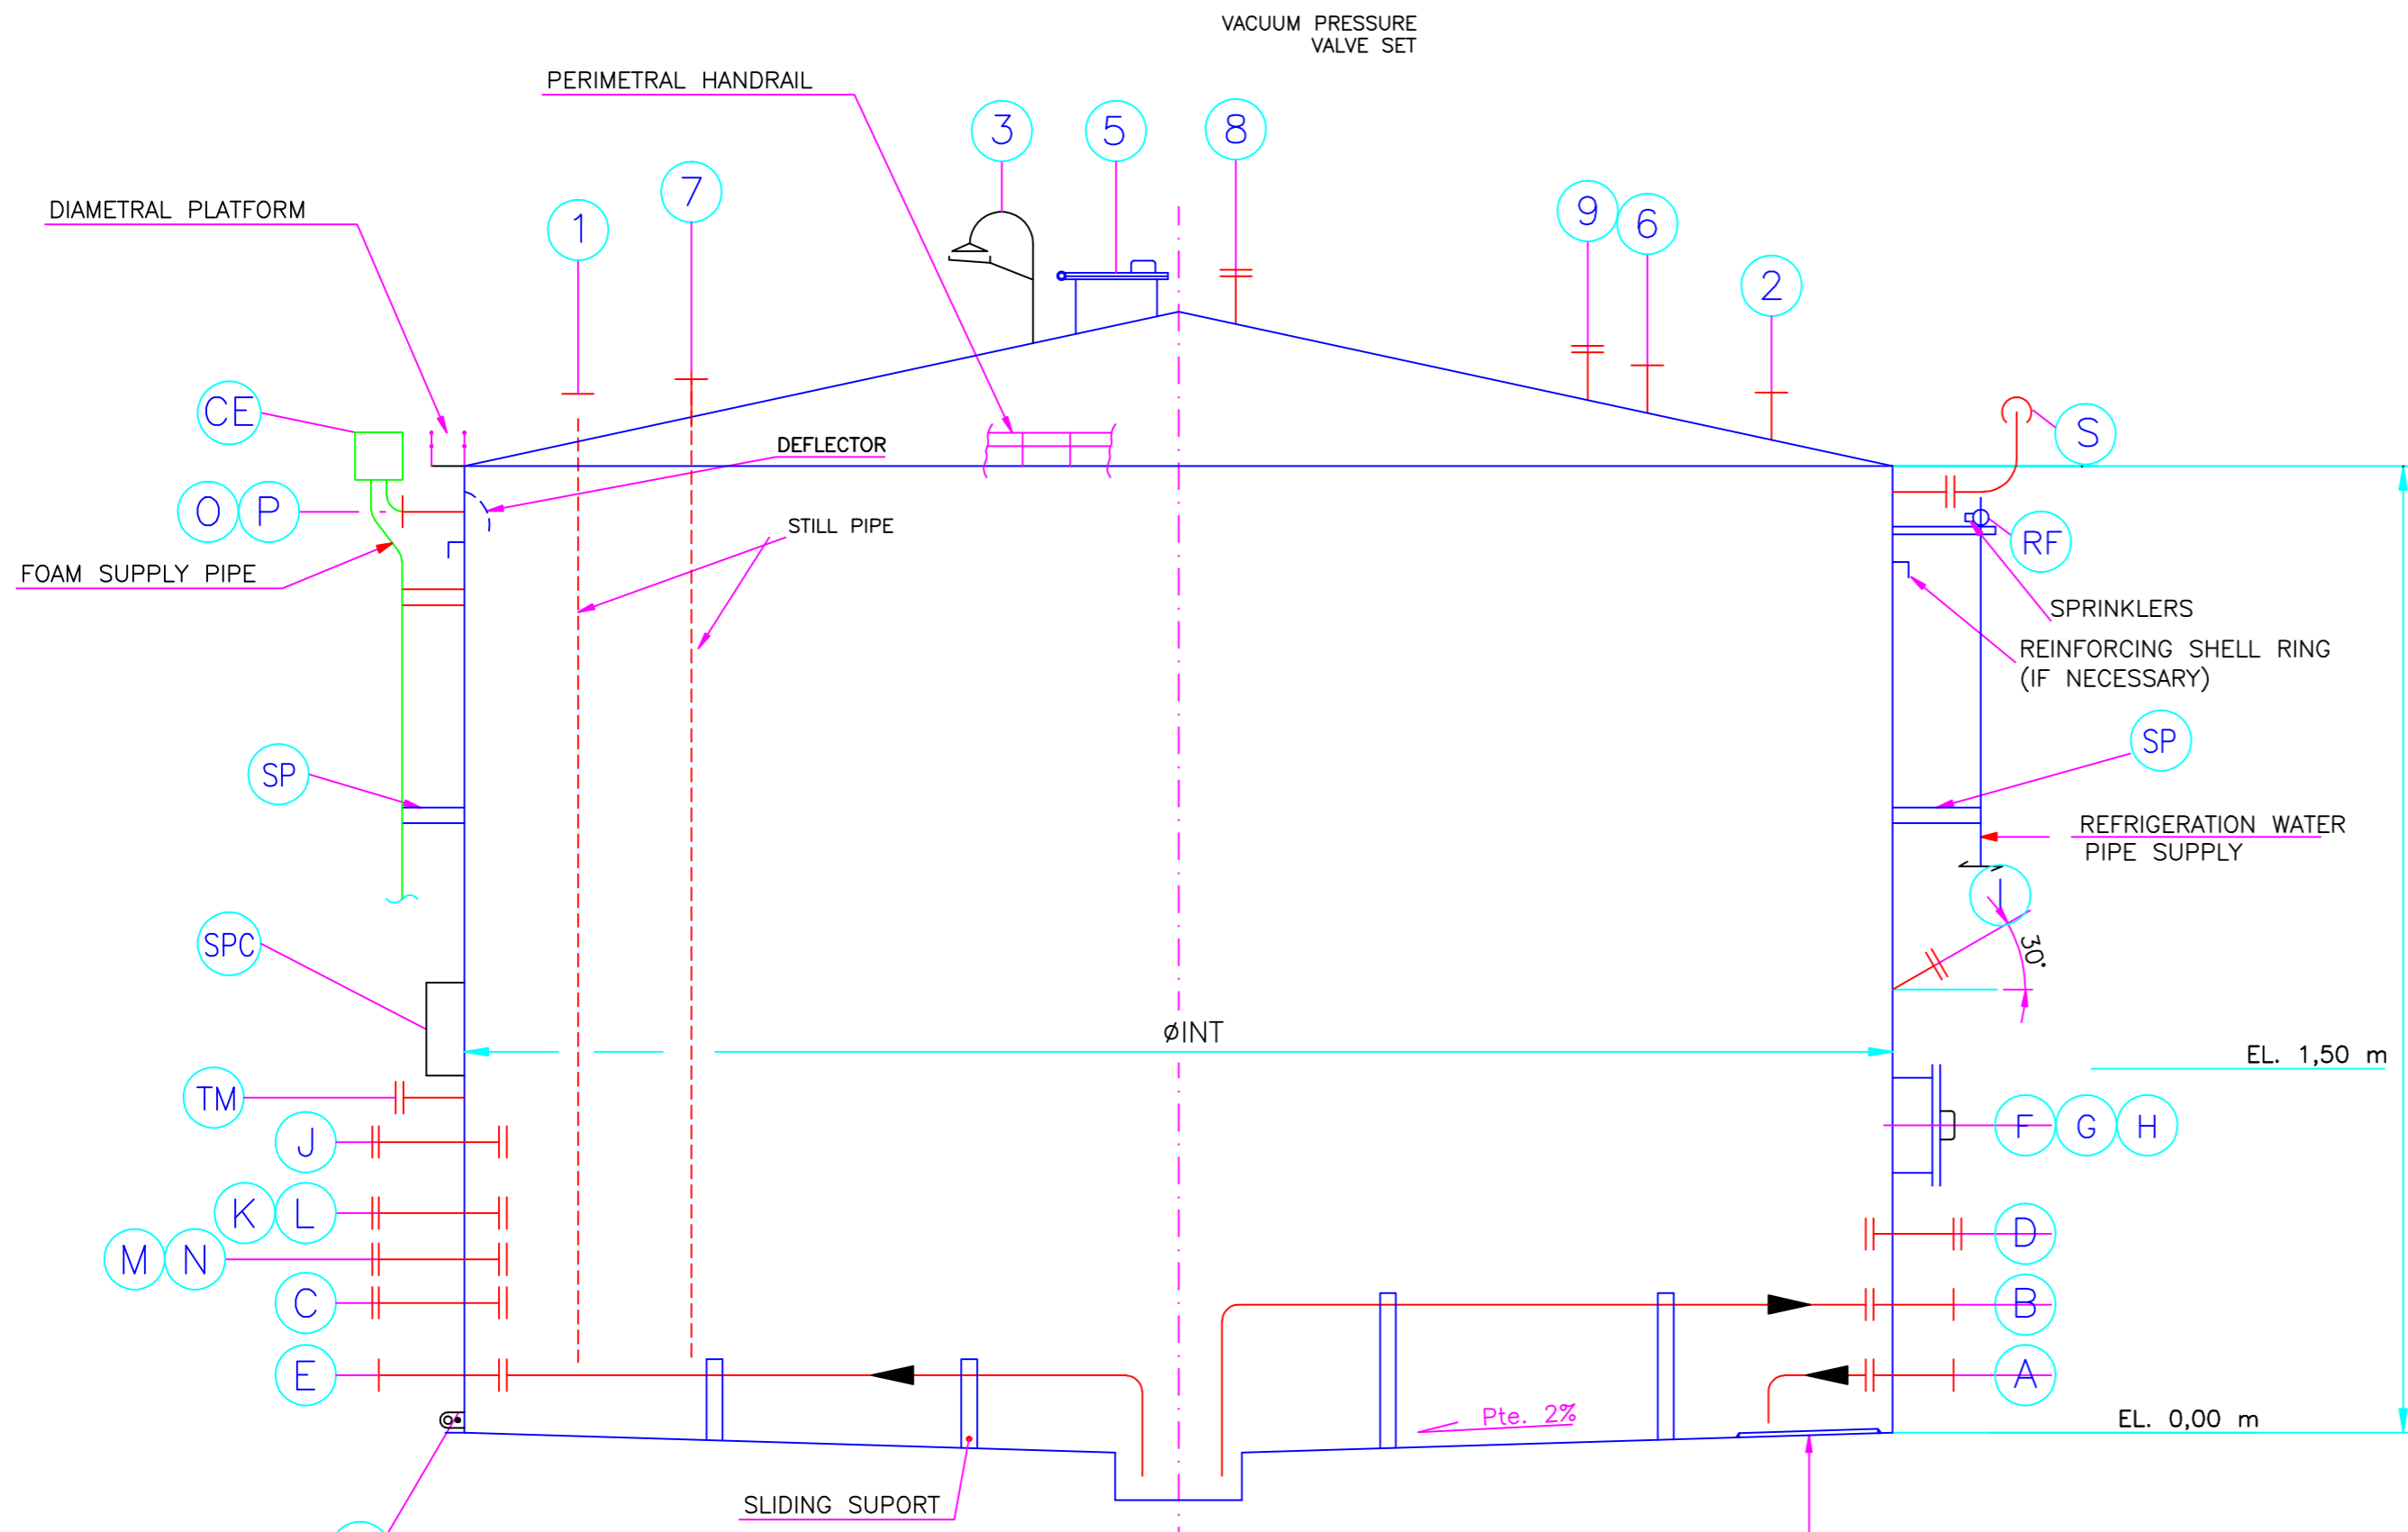 VACUUM PRESSURE
VALVE SET
PERIMETRAL HANDRAIL
3
5
8
7
9
6
1
DIAMETRAL PLATFORM
2
CE
S
DEFLECTOR
O
P
STILL PIPE
RF
FOAM SUPPLY PIPE
SPRINKLERS
REINFORCING SHELL RING
(IF NECESSARY)
SP
SP
REFRIGERATION WATER
PIPE SUPPLY
I
SPC
30°
ØINT
EL. 1,50 m
TM
J
F
G
H
K
L
D
M
N
C
B
E
A
Pte. 2%
EL. 0,00 m
SLIDING SUPORT